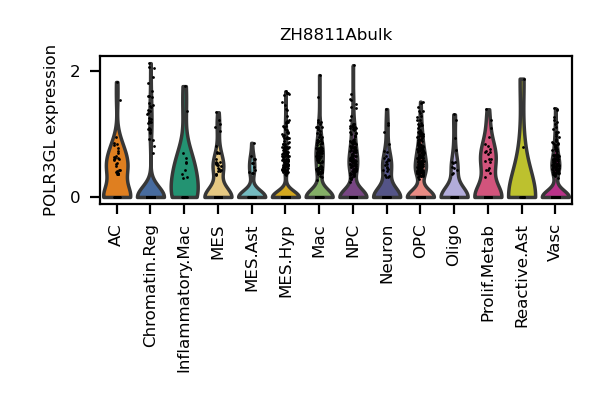 ZH8811Abulk
POLR3GL expression
2
0
AC
Chromatin.Reg
Inflammatory.Mac
MES
MES.Ast
MES.Hyp
Mac
NPC
Neuron
OPC
Oligo
Prolif.Metab
Reactive.Ast
Vasc